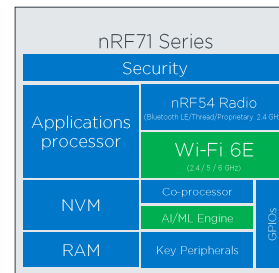 nRF71 Series
Security
Applications
processor
nRF54 Radio
(Bluetooth LE/Thread/Proprietary 2.4 GH
Wi-Fi 6E
(2.4 / 5 / 6 GHz)
NVM
Co-processor
AI/ML Engine
GPIOs
RAM
Key Peripherals